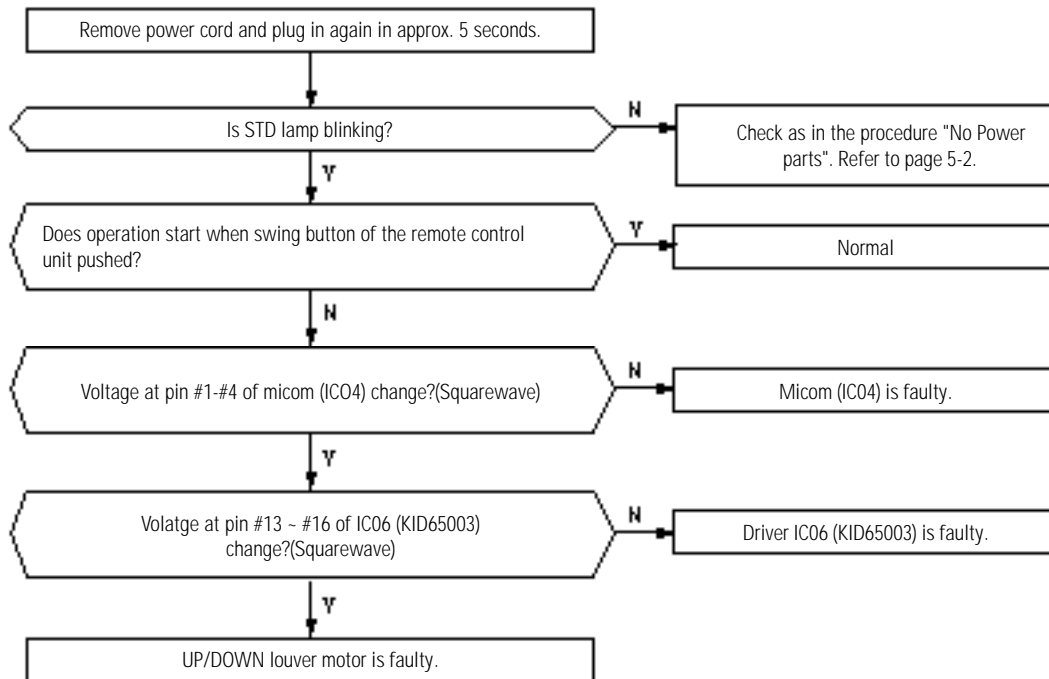 Remove power cord and plug in again in approx. 5 seconds.
Is STD lamp blinking?
N
Check as in the procedure "No Power
parts". Refer to page 5-2.
Y
Does operation start when swing button of the remote control
unit pushed?
Y
Normal
N
Voltage at pin #1-#4 of micom (ICO4) change?(Squarewave)
N
Micom (IC04) is faulty.
Y
Volatge at pin #13 ~ #16 of IC06 (KID65003)
change?(Squarewave)
N
Driver IC06 (KID65003) is faulty.
Y
UP/DOWN louver motor is faulty.